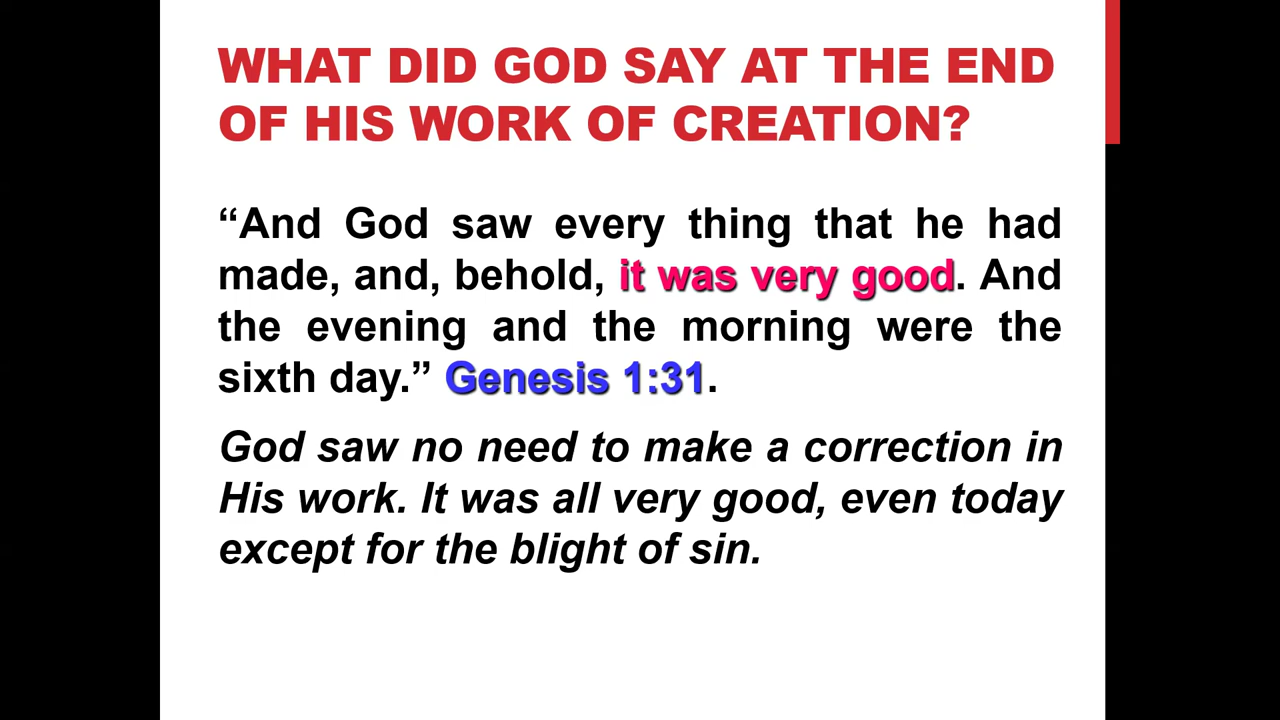 WHAT DID GOD SAY AT THE END
OF HIS WORK OF CREATION?
“And God saw every thing that he had
made, and, behold, it was very good. And
the evening and the morning were the
sixth day.” Genesis 1:31.
God saw no need to make a correction in
His work. It was all very good, even today
except for the blight of sin.